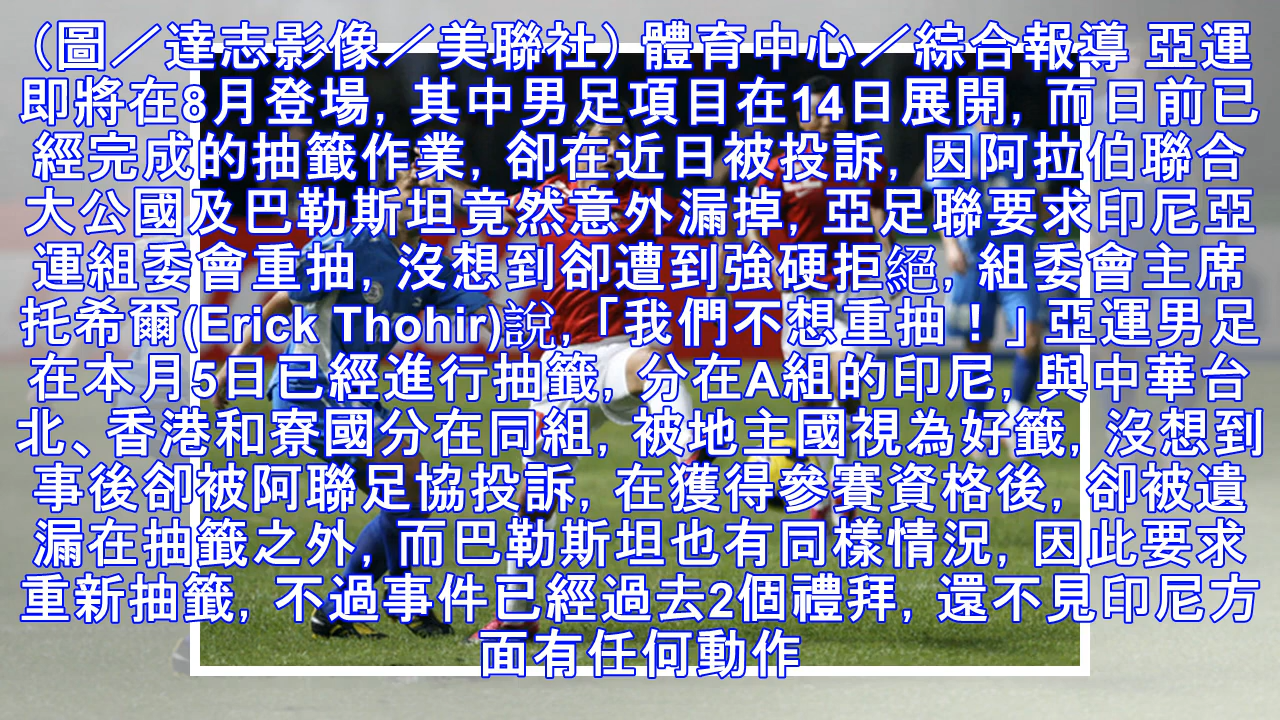 (圖／達志影像／美聯社) 體育中心／綜合報導 亞運
即將在8月登場, 其中男足項目在14日展開, 而日前已
經完成的抽籤作業, 卻在近日被投訴, 因阿拉伯聯合
大公國及巴勒斯坦竟然意外漏掉, 亞足聯要求印尼亞
運組委會重抽, 沒想到卻遭到強硬拒絕, 組委會主席
托希爾(Erick Thohir)說, 「我們不想重抽！」亞運男足
在本月5日已經進行抽籤, 分在A組的印尼, 與中華台
北、香港和寮國分在同組, 被地主國視為好籤, 沒想到
事後卻被阿聯足協投訴, 在獲得參賽資格後, 卻被遺
漏在抽籤之外, 而巴勒斯坦也有同樣情況, 因此要求
重新抽籤, 不過事件已經過去2個禮拜, 還不見印尼方
面有任何動作